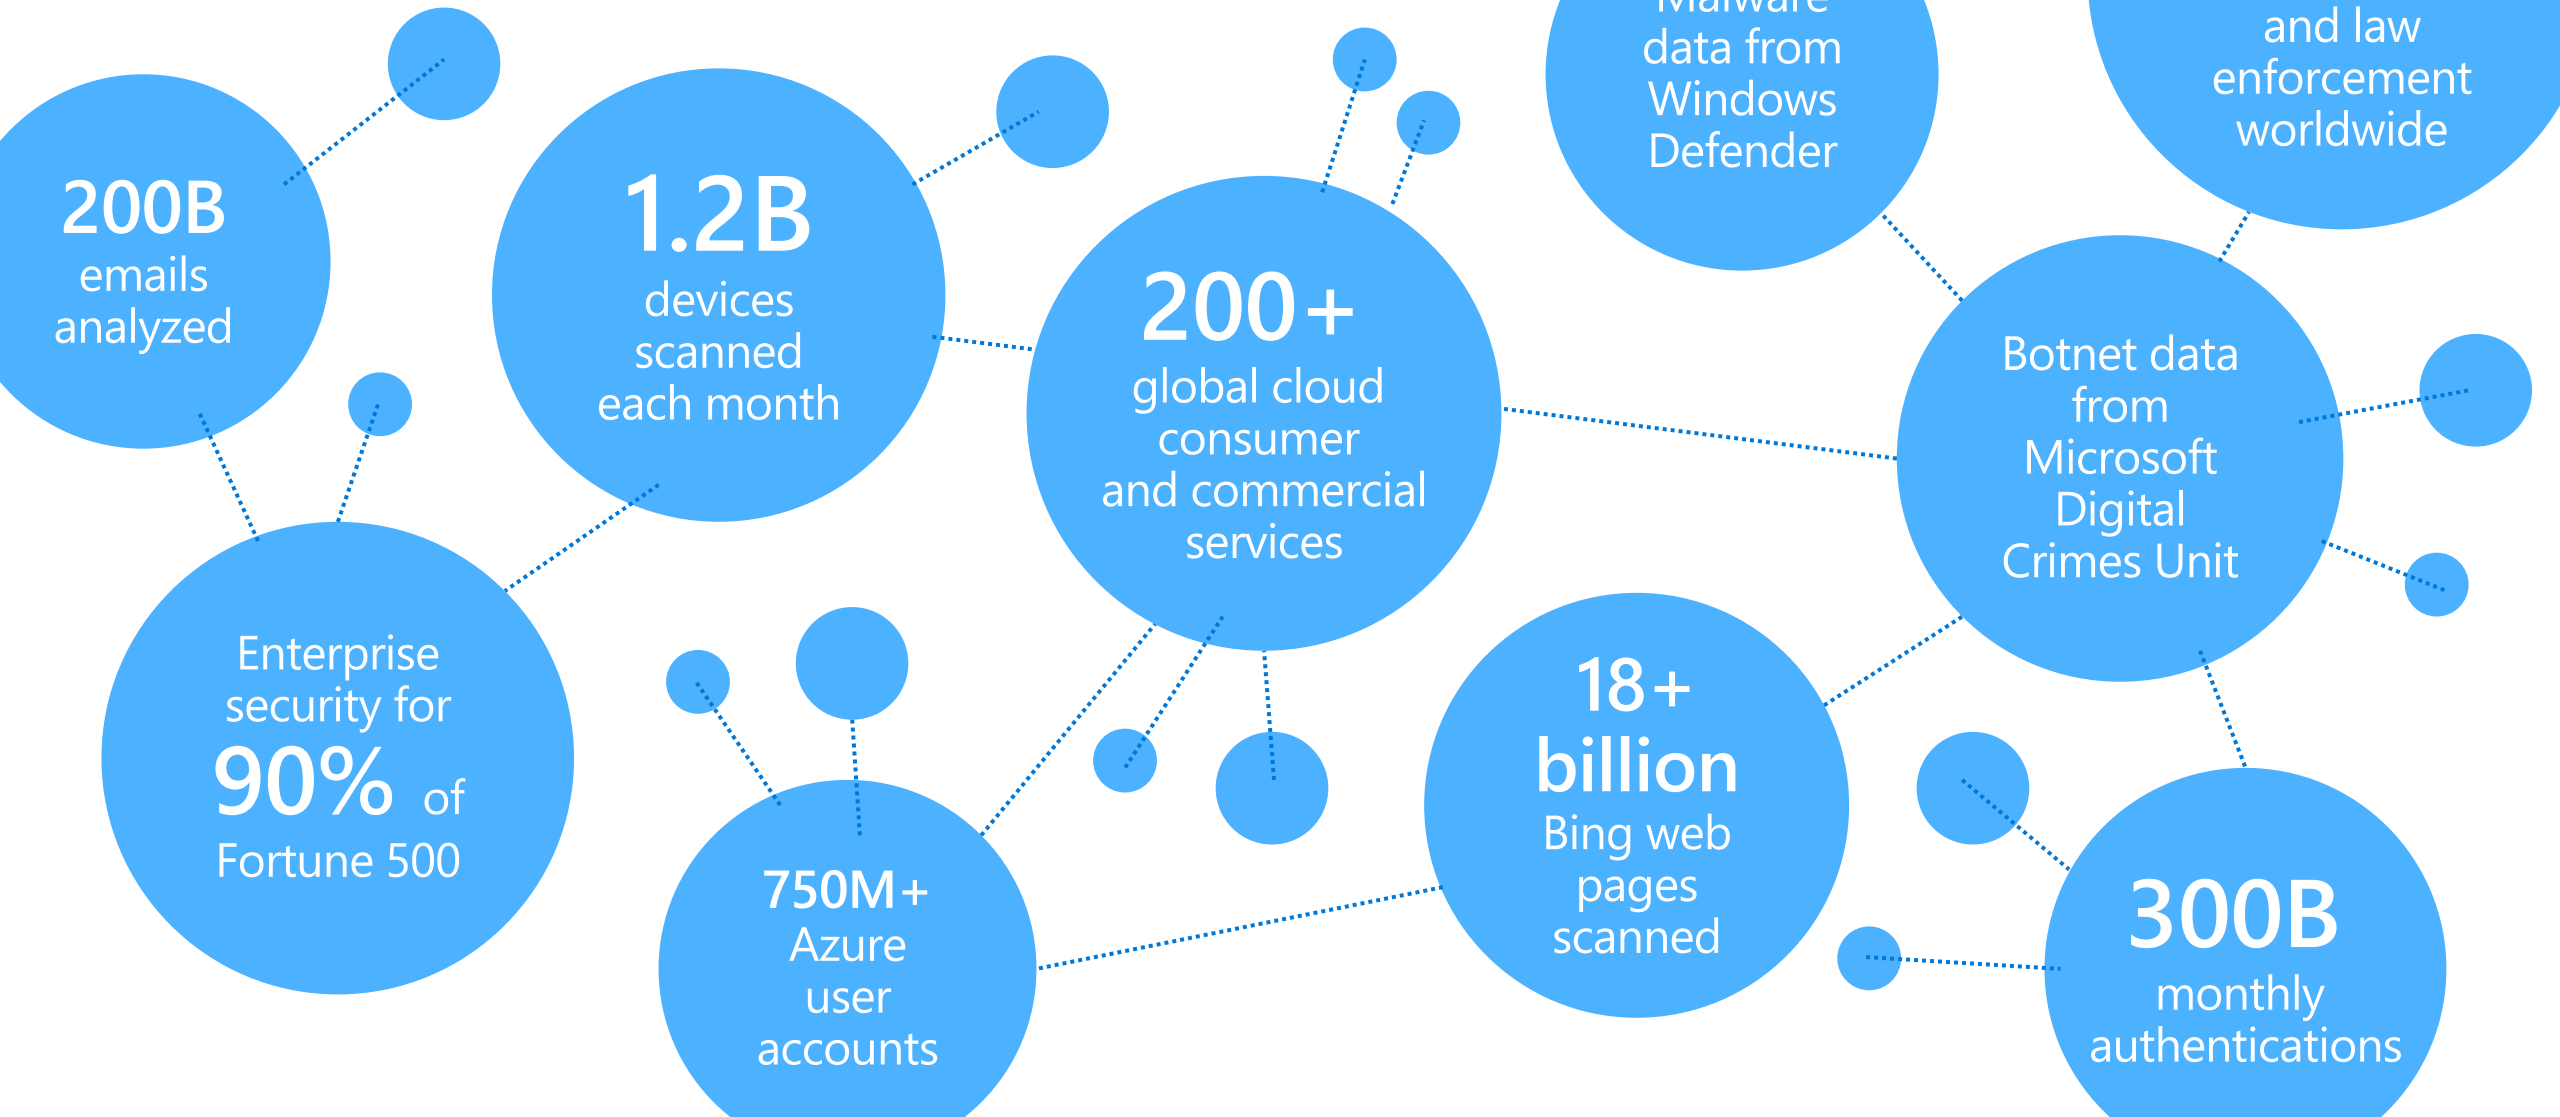 200B
emails
analyzed
1.2B
devices
scanned
each month
200+
global cloud
consumer
and commercial
services
Malware
data from
Windows
Defender
and law
enforcement
worldwide
Botnet data
from
Microsoft
Digital
Crimes Unit
Enterprise
security for
90% of
Fortune 500
750M+
Azure
user
accounts
18+
billion
Bing web
pages
scanned
300B
monthly
authentications